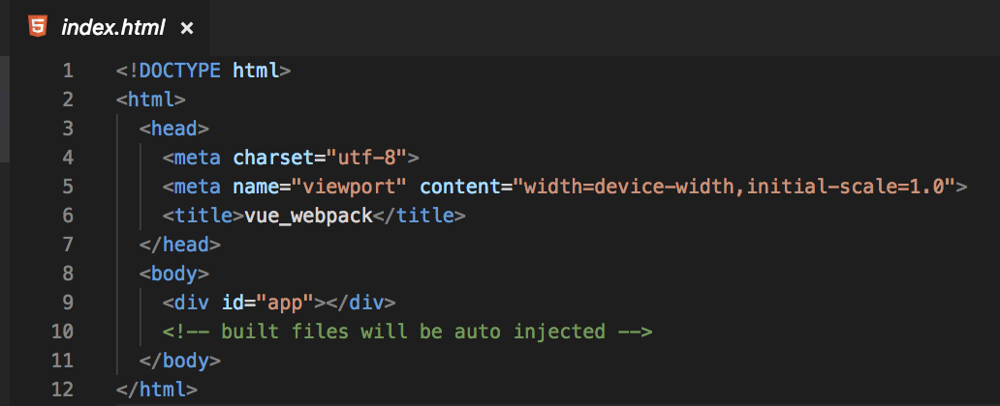 index.html ×
1 <!DOCTYPE html>
2 <html>
3 <head>
4 <meta charset="utf-8">
5 <meta name="viewport" content="width=device-width,initial-scale=1.0">
6 <title>vue_webpack</title>
7 </head>
8 <body>
9 <div id="app"></div>
10 <!-- built files will be auto injected -->
11 </body>
12 </html>